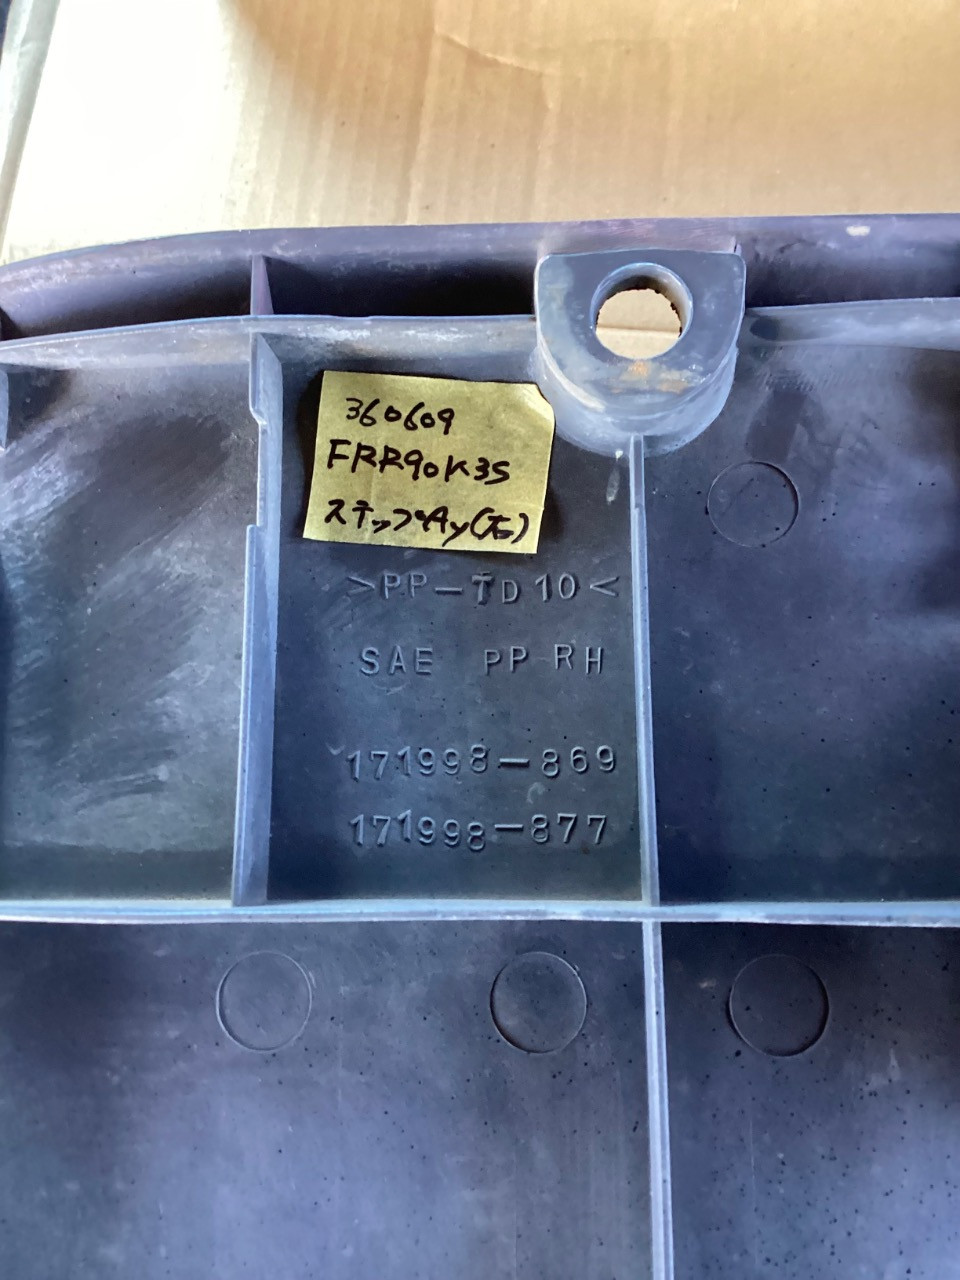 360609
FRR90K3S
ステップAy(右)
>PP-TD10<
SAE PP RH
171998-869
171998-877